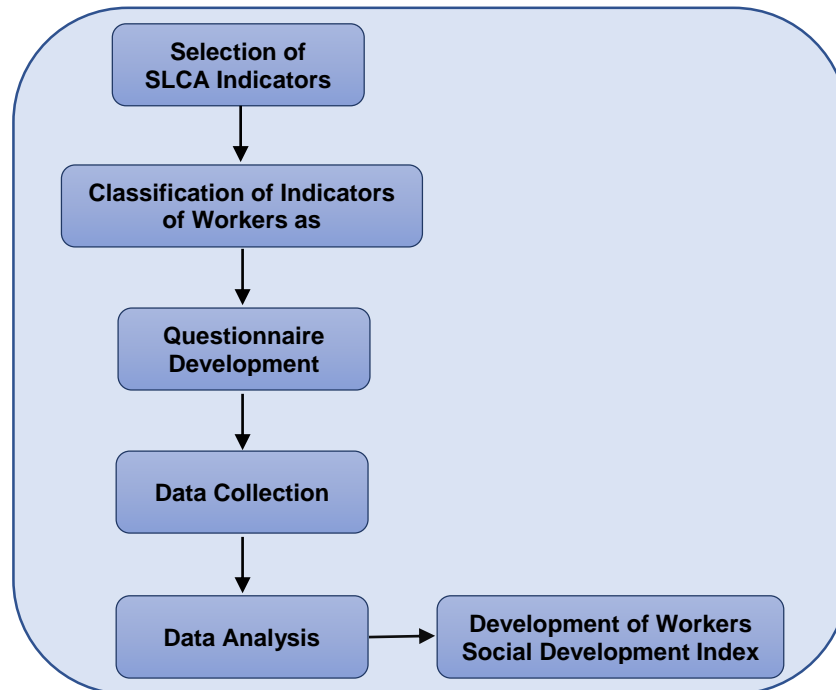 Selection of
SLCA Indicators
Classification of Indicators
of Workers as
Questionnaire
Development
Data Collection
Data Analysis
Development of Workers
Social Development Index